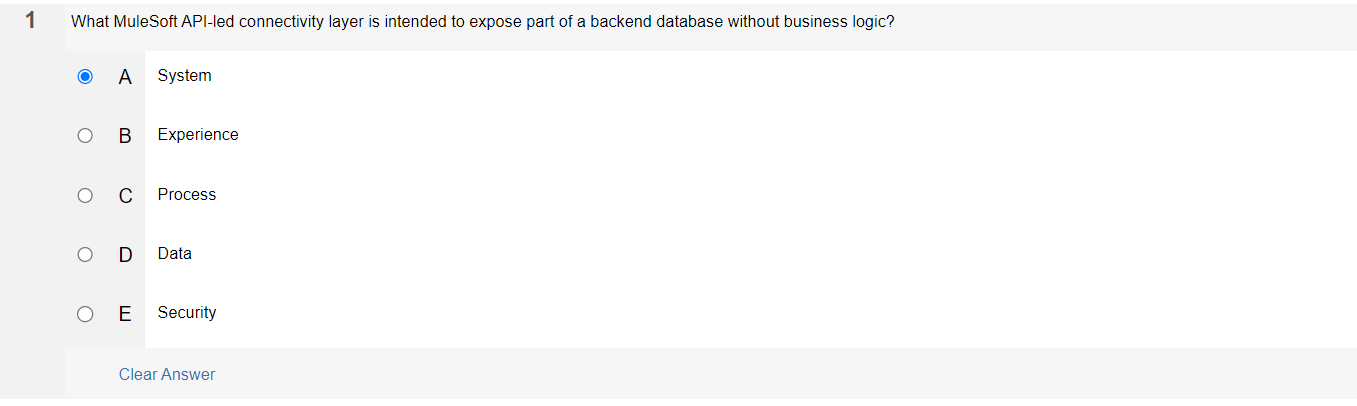 1 What MuleSoft API-led connectivity layer is intended to expose part of a backend database without business logic?
A System
B Experience
C Process
D Data
E Security
Clear Answer